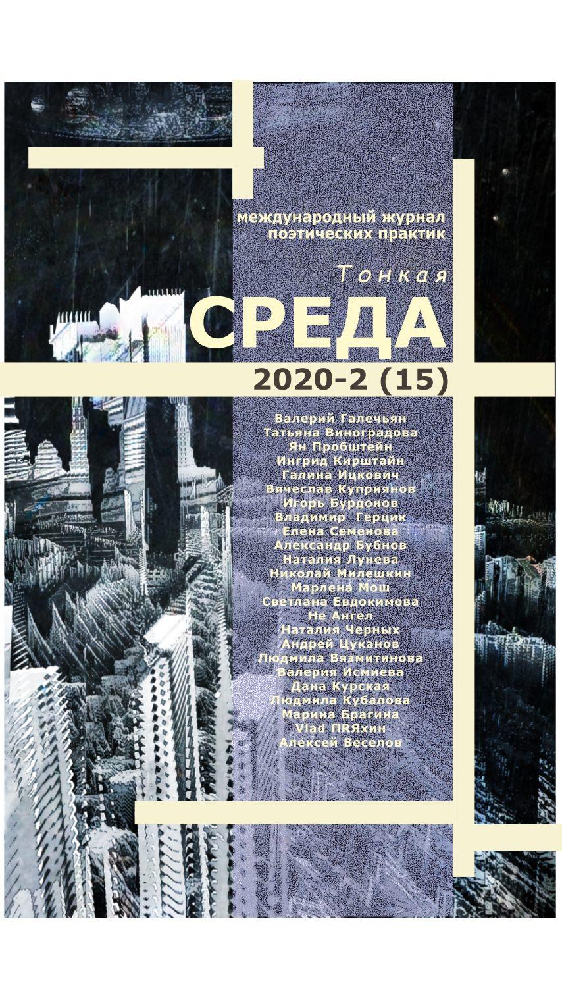 международный журнал
поэтических практик
Тонкая
СРЕДА
2020-2 (15)
Валерий Галечьян
Татьяна Виноградова
Ян Пробштейн
Ингрид Кирштайн
Галина Ицкович
Вячеслав Куприянов
Игорь Бурдонов
Владимир Герцик
Елена Семенова
Александр Бубнов
Наталия Лунева
Николай Милешкин
Марлена Мош
Светлана Евдокимова
Не Ангел
Наталия Черных
Андрей Цуканов
Людмила Вязмитинова
Валерия Исмиева
Дана Курская
Людмила Кубалова
Марина Брагина
Vlad ПRЯхин
Алексей Веселов